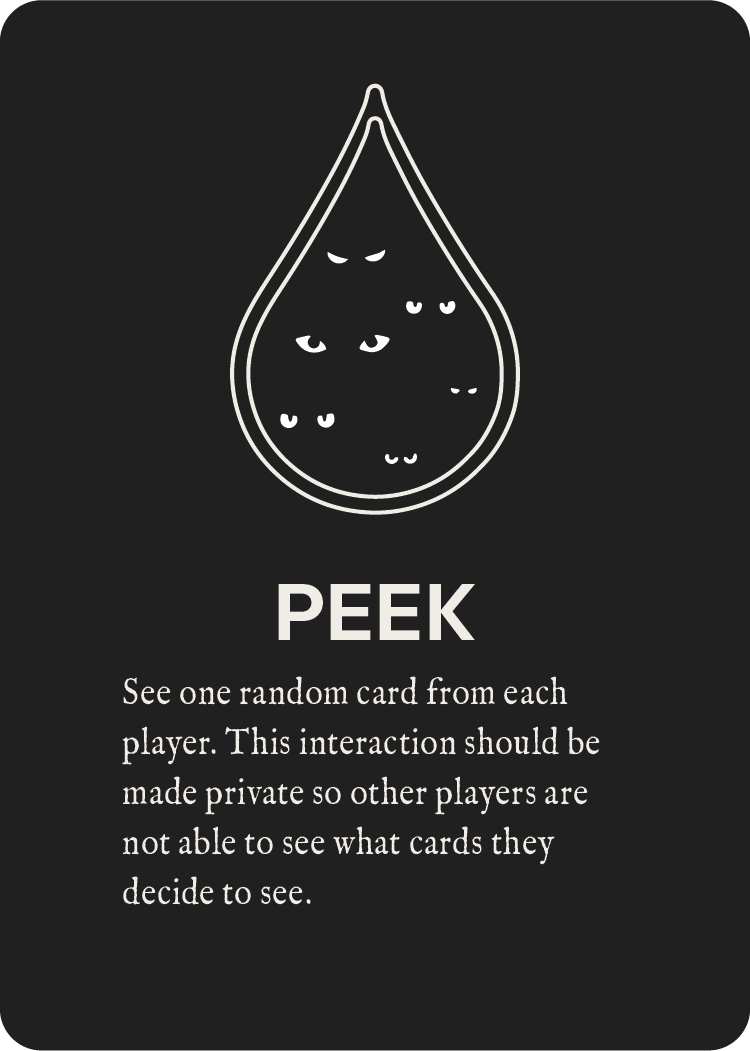 PEEK
See one random card from each
player. This interaction should be
made private so other players are
not able to see what cards they
decide to see.